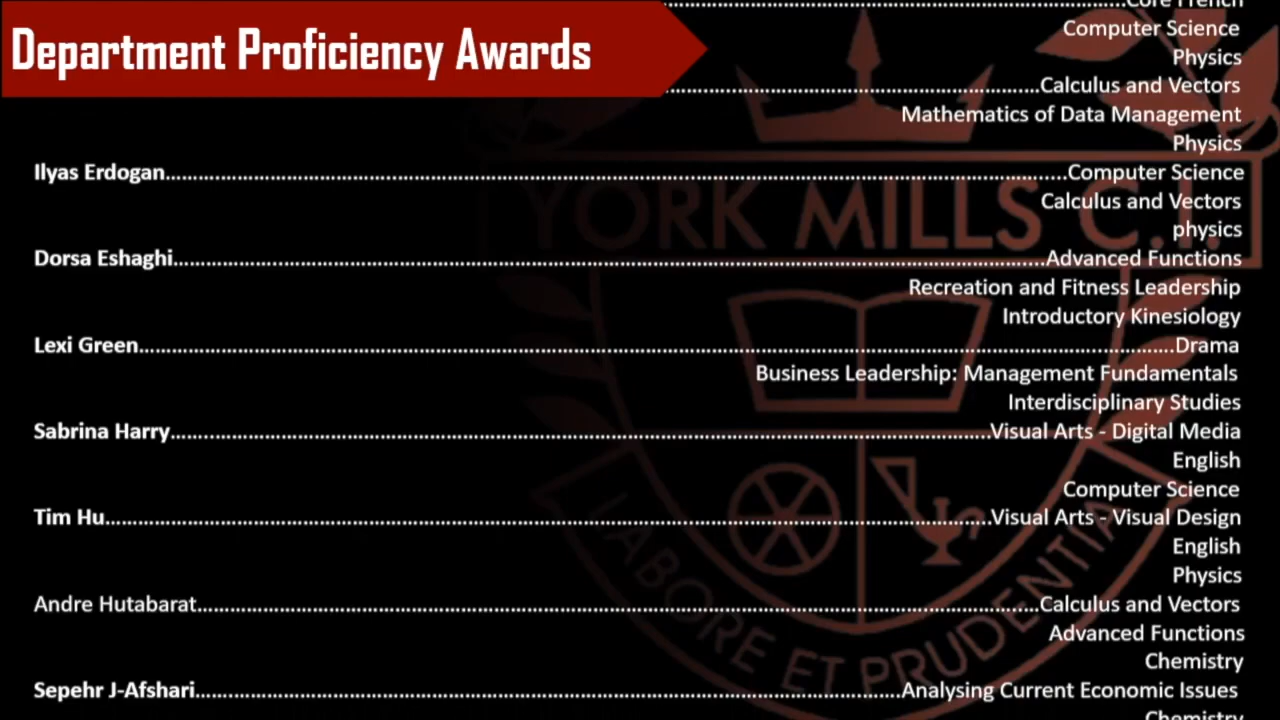 Department Proficiency Awards
....Core French
Computer Science
Physics
....Calculus and Vectors
Mathematics of Data Management
Physics
Ilyas Erdogan....Computer Science
Calculus and Vectors
physics
Dorsa Eshaghi....Advanced Functions
Recreation and Fitness Leadership
Introductory Kinesiology
Lexi Green....Drama
Business Leadership: Management Fundamentals
Interdisciplinary Studies
Sabrina Harry....Visual Arts - Digital Media
English
Computer Science
Tim Hu....Visual Arts - Visual Design
English
Physics
Andre Hutabarat....Calculus and Vectors
Advanced Functions
Chemistry
Sepehr J-Afshari....Analysing Current Economic Issues
Chemistry
YORK MILLS C.I.
LABORE ET PRUDENTIA